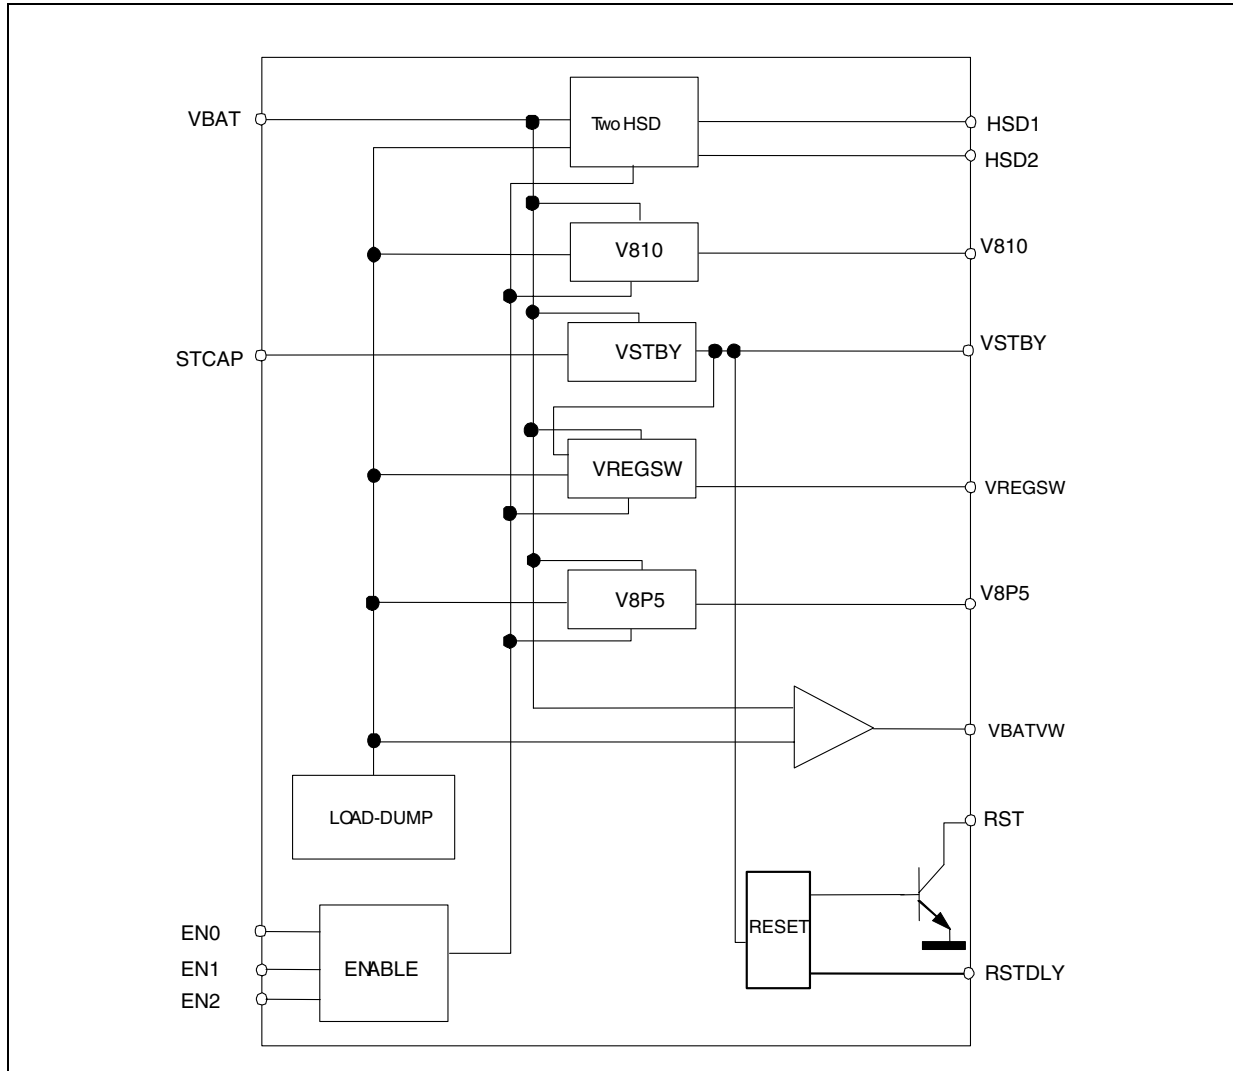 VBAT
Two HSD
HSD1
HSD2
V810
V810
STCAP
VSTBY
VSTBY
VREGSW
VREGSW
V8P5
V8P5
VBATVW
LOAD-DUMP
RST
EN0
EN1
EN2
ENABLE
RESET
RSTDLY